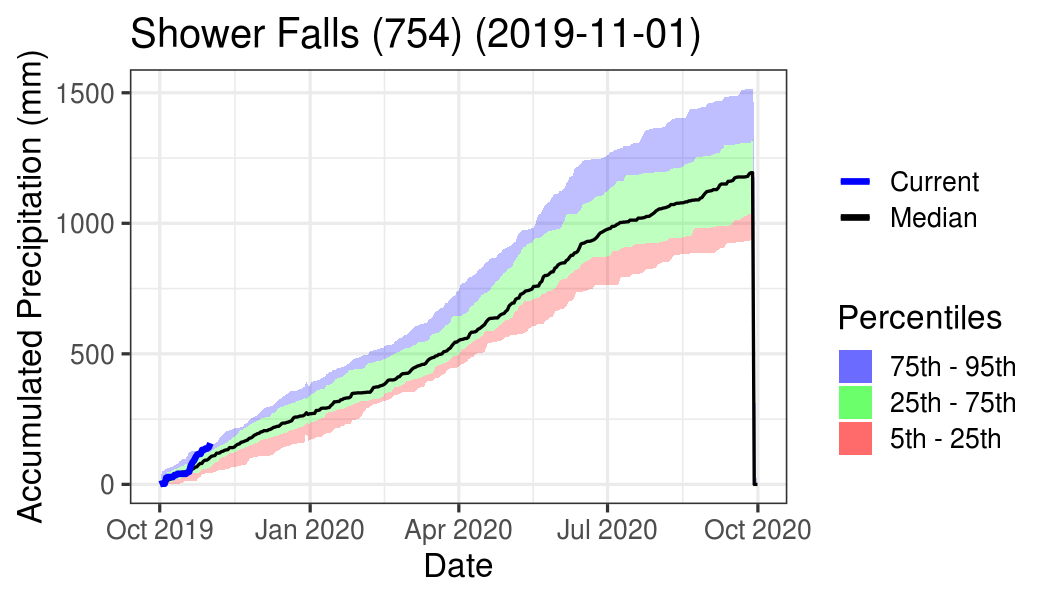 Shower Falls (754) (2019-11-01)
Accumulated Precipitation (mm)
1500
1000
500
0
Oct 2019
Jan 2020
Apr 2020
Jul 2020
Oct 2020
Date
Current
Median
Percentiles
75th - 95th
25th - 75th
5th - 25th